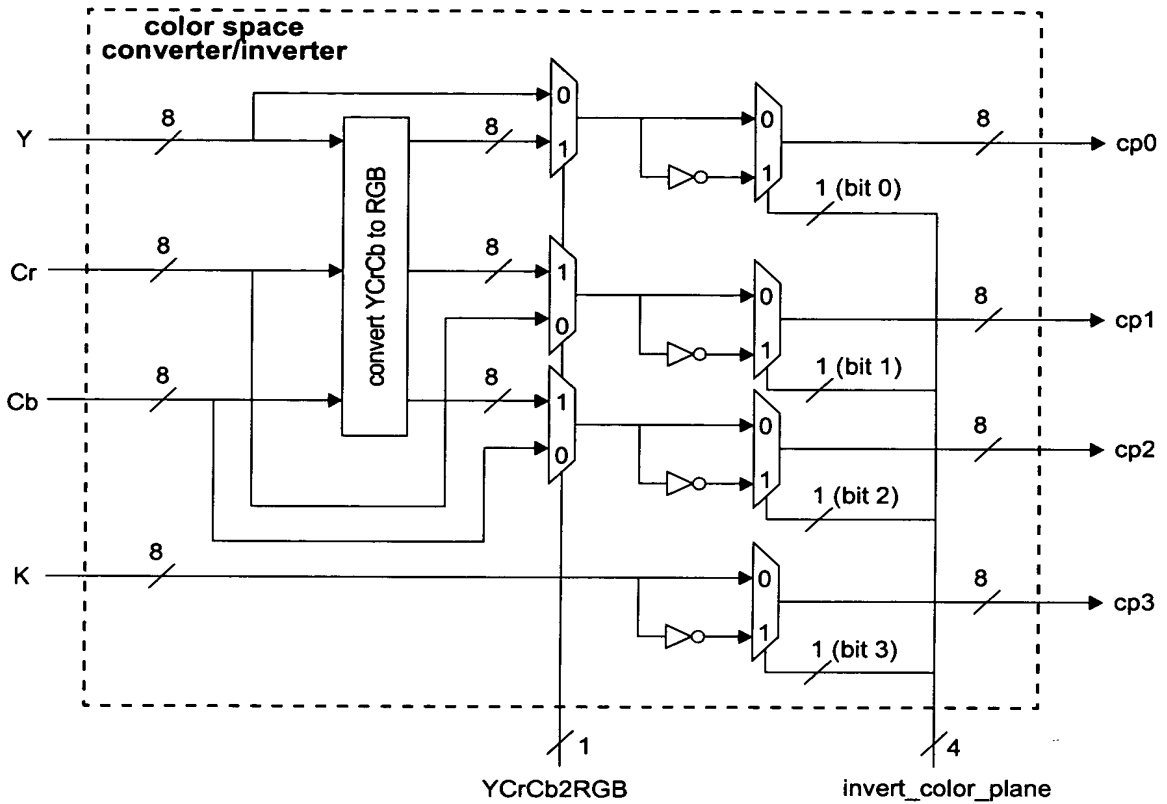 color space
converter/inverter
Y
8
0
8
1
0
1
8
cp0
1 (bit 0)
convert YCrCb to RGB
Cr
8
8
1
0
0
1
8
cp1
1 (bit 1)
Cb
8
8
1
0
0
1
8
cp2
1 (bit 2)
K
8
0
1
8
cp3
1 (bit 3)
1
4
YCrCb2RGB
invert_color_plane